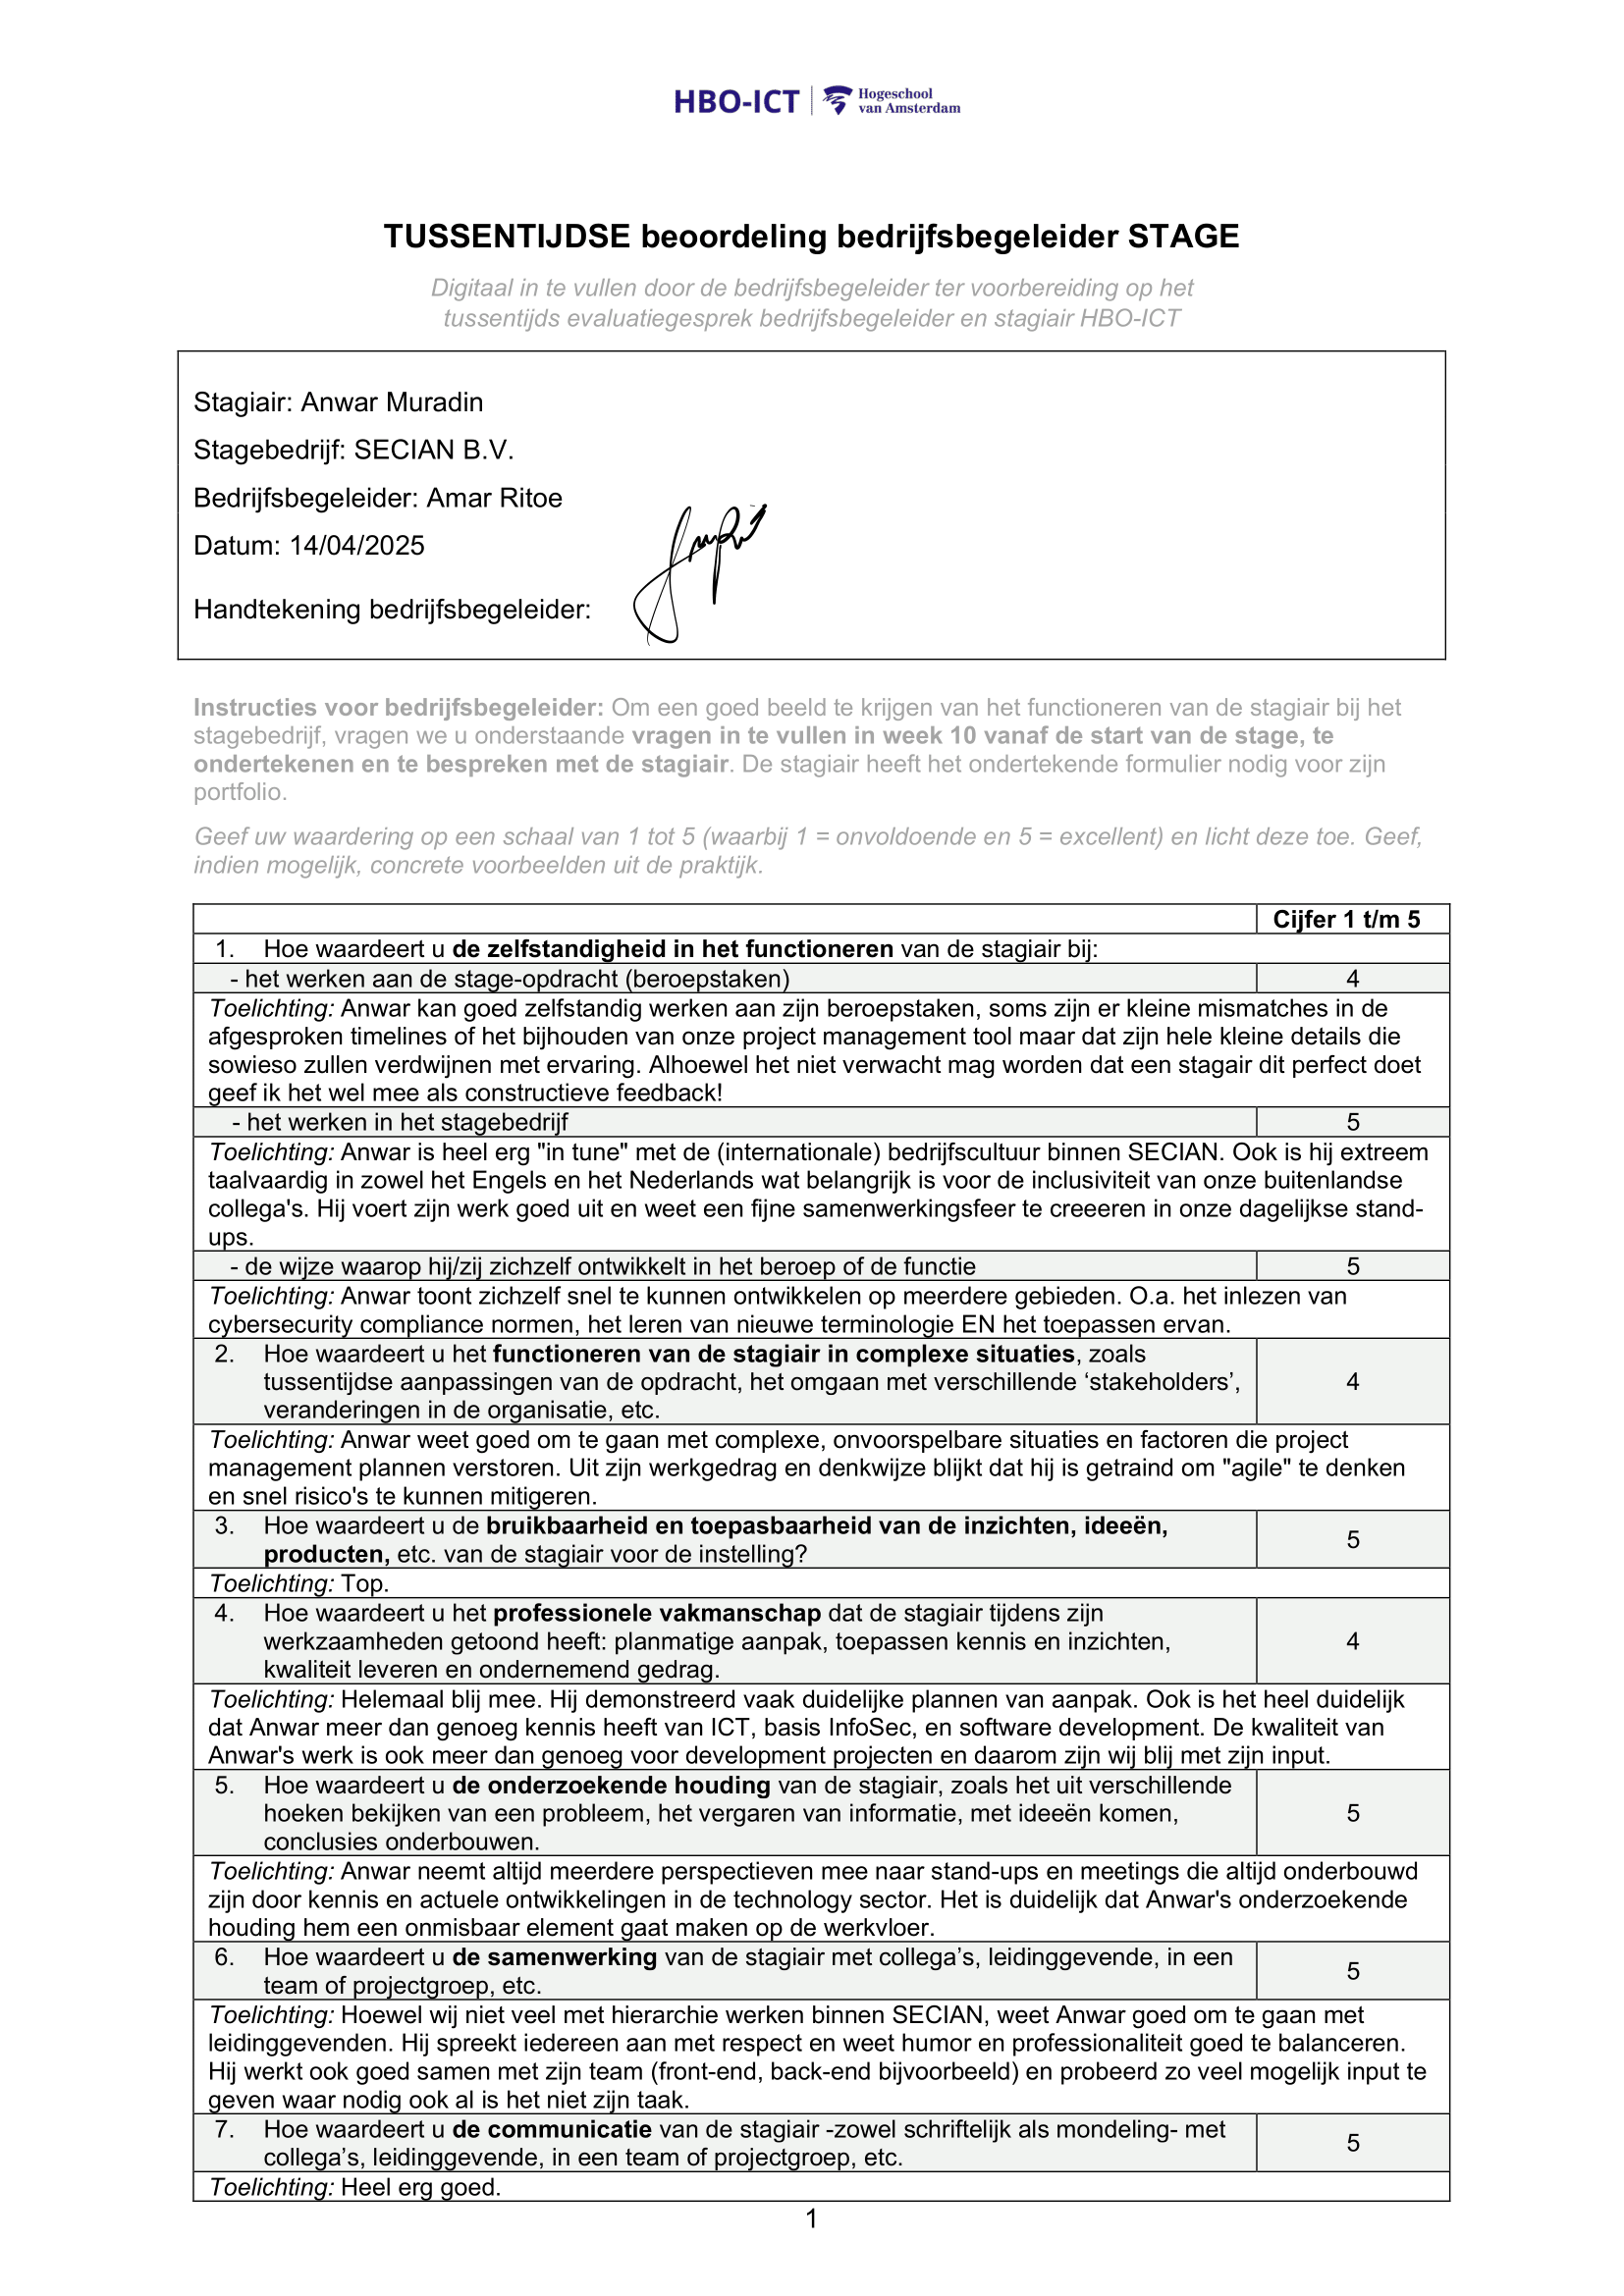 HBO-ICT
Hogeschool
van Amsterdam
TUSSENTIJDSE beoordeling bedrijfsbegeleider STAGE
Digitaal in te vullen door de bedrijfsbegeleider ter voorbereiding op het
tussentijds evaluatiegesprek bedrijfsbegeleider en stagiair HBO-ICT
Stagiair: Anwar Muradin
Stagebedrijf: SECIAN B.V.
Bedrijfsbegeleider: Amar Ritoe
Datum: 14/04/2025
Handtekening bedrijfsbegeleider:
Instructies voor bedrijfsbegeleider: Om een goed beeld te krijgen van het functioneren van de stagiair bij het
stagebedrijf, vragen we u onderstaande vragen in te vullen in week 10 vanaf de start van de stage, te
ondertekenen en te bespreken met de stagiair. De stagiair heeft het ondertekende formulier nodig voor zijn
portfolio.
Geef uw waardering op een schaal van 1 tot 5 (waarbij 1 = onvoldoende en 5 = excellent) en licht deze toe. Geef,
indien mogelijk, concrete voorbeelden uit de praktijk.
Cijfer 1 t/m 5
1. Hoe waardeert u de zelfstandigheid in het functioneren van de stagiair bij:
- het werken aan de stage-opdracht (beroepstaken) 4
Toelichting: Anwar kan goed zelfstandig werken aan zijn beroepstaken, soms zijn er kleine mismatches in de
afgesproken timelines of het bijhouden van onze project management tool maar dat zijn hele kleine details die
sowieso zullen verdwijnen met ervaring. Alhoewel het niet verwacht mag worden dat een stagair dit perfect doet
geef ik het wel mee als constructieve feedback!
- het werken in het stagebedrijf 5
Toelichting: Anwar is heel erg "in tune" met de (internationale) bedrijfscultuur binnen SECIAN. Ook is hij extreem
taalvaardig in zowel het Engels en het Nederlands wat belangrijk is voor de inclusiviteit van onze buitenlandse
collega's. Hij voert zijn werk goed uit en weet een fijne samenwerkingsfeer te creeeren in onze dagelijkse stand-
ups.
- de wijze waarop hij/zij zichzelf ontwikkelt in het beroep of de functie 5
Toelichting: Anwar toont zichzelf snel te kunnen ontwikkelen op meerdere gebieden. O.a. het inlezen van
cybersecurity compliance normen, het leren van nieuwe terminologie EN het toepassen ervan.
2. Hoe waardeert u het functioneren van de stagiair in complexe situaties, zoals
tussentijdse aanpassingen van de opdracht, het omgaan met verschillende ‘stakeholders’, 4
veranderingen in de organisatie, etc.
Toelichting: Anwar weet goed om te gaan met complexe, onvoorspelbare situaties en factoren die project
management plannen verstoren. Uit zijn werkgedrag en denkwijze blijkt dat hij is getraind om "agile" te denken
en snel risico's te kunnen mitigeren.
3. Hoe waardeert u de bruikbaarheid en toepasbaarheid van de inzichten, ideeën, 5
producten, etc. van de stagiair voor de instelling?
Toelichting: Top.
4. Hoe waardeert u het professionele vakmanschap dat de stagiair tijdens zijn
werkzaamheden getoond heeft: planmatige aanpak, toepassen kennis en inzichten, 4
kwaliteit leveren en ondernemend gedrag.
Toelichting: Helemaal blij mee. Hij demonstreerd vaak duidelijke plannen van aanpak. Ook is het heel duidelijk
dat Anwar meer dan genoeg kennis heeft van ICT, basis InfoSec, en software development. De kwaliteit van
Anwar's werk is ook meer dan genoeg voor development projecten en daarom zijn wij blij met zijn input.
5. Hoe waardeert u de onderzoekende houding van de stagiair, zoals het uit verschillende
hoeken bekijken van een probleem, het vergaren van informatie, met ideeën komen, 5
conclusies onderbouwen.
Toelichting: Anwar neemt altijd meerdere perspectieven mee naar stand-ups en meetings die altijd onderbouwd
zijn door kennis en actuele ontwikkelingen in de technology sector. Het is duidelijk dat Anwar's onderzoekende
houding hem een onmisbaar element gaat maken op de werkvloer.
6. Hoe waardeert u de samenwerking van de stagiair met collega’s, leidinggevende, in een 5
team of projectgroep, etc.
Toelichting: Hoewel wij niet veel met hierarchie werken binnen SECIAN, weet Anwar goed om te gaan met
leidinggevenden. Hij spreekt iedereen aan met respect en weet humor en professionaliteit goed te balanceren.
Hij werkt ook goed samen met zijn team (front-end, back-end bijvoorbeeld) en probeerd zo veel mogelijk input te
geven waar nodig ook al is het niet zijn taak.
7. Hoe waardeert u de communicatie van de stagiair -zowel schriftelijk als mondeling- met 5
collega’s, leidinggevende, in een team of projectgroep, etc.
Toelichting: Heel erg goed.
1